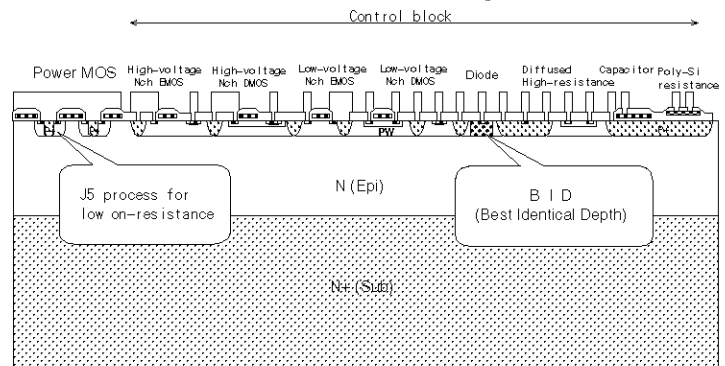 Control block
Power MOS
High-voltage
Nch EMOS
High-voltage
Nch DMOS
Low-voltage
Nch EMOS
Low-voltage
Nch DMOS
Diode
Diffused
High-resistance
Capacitor
Poly-Si
resistance
PW
J5 process for
low on-resistance
N (Epi)
B I D
(Best Identical Depth)
N+ (Sub)